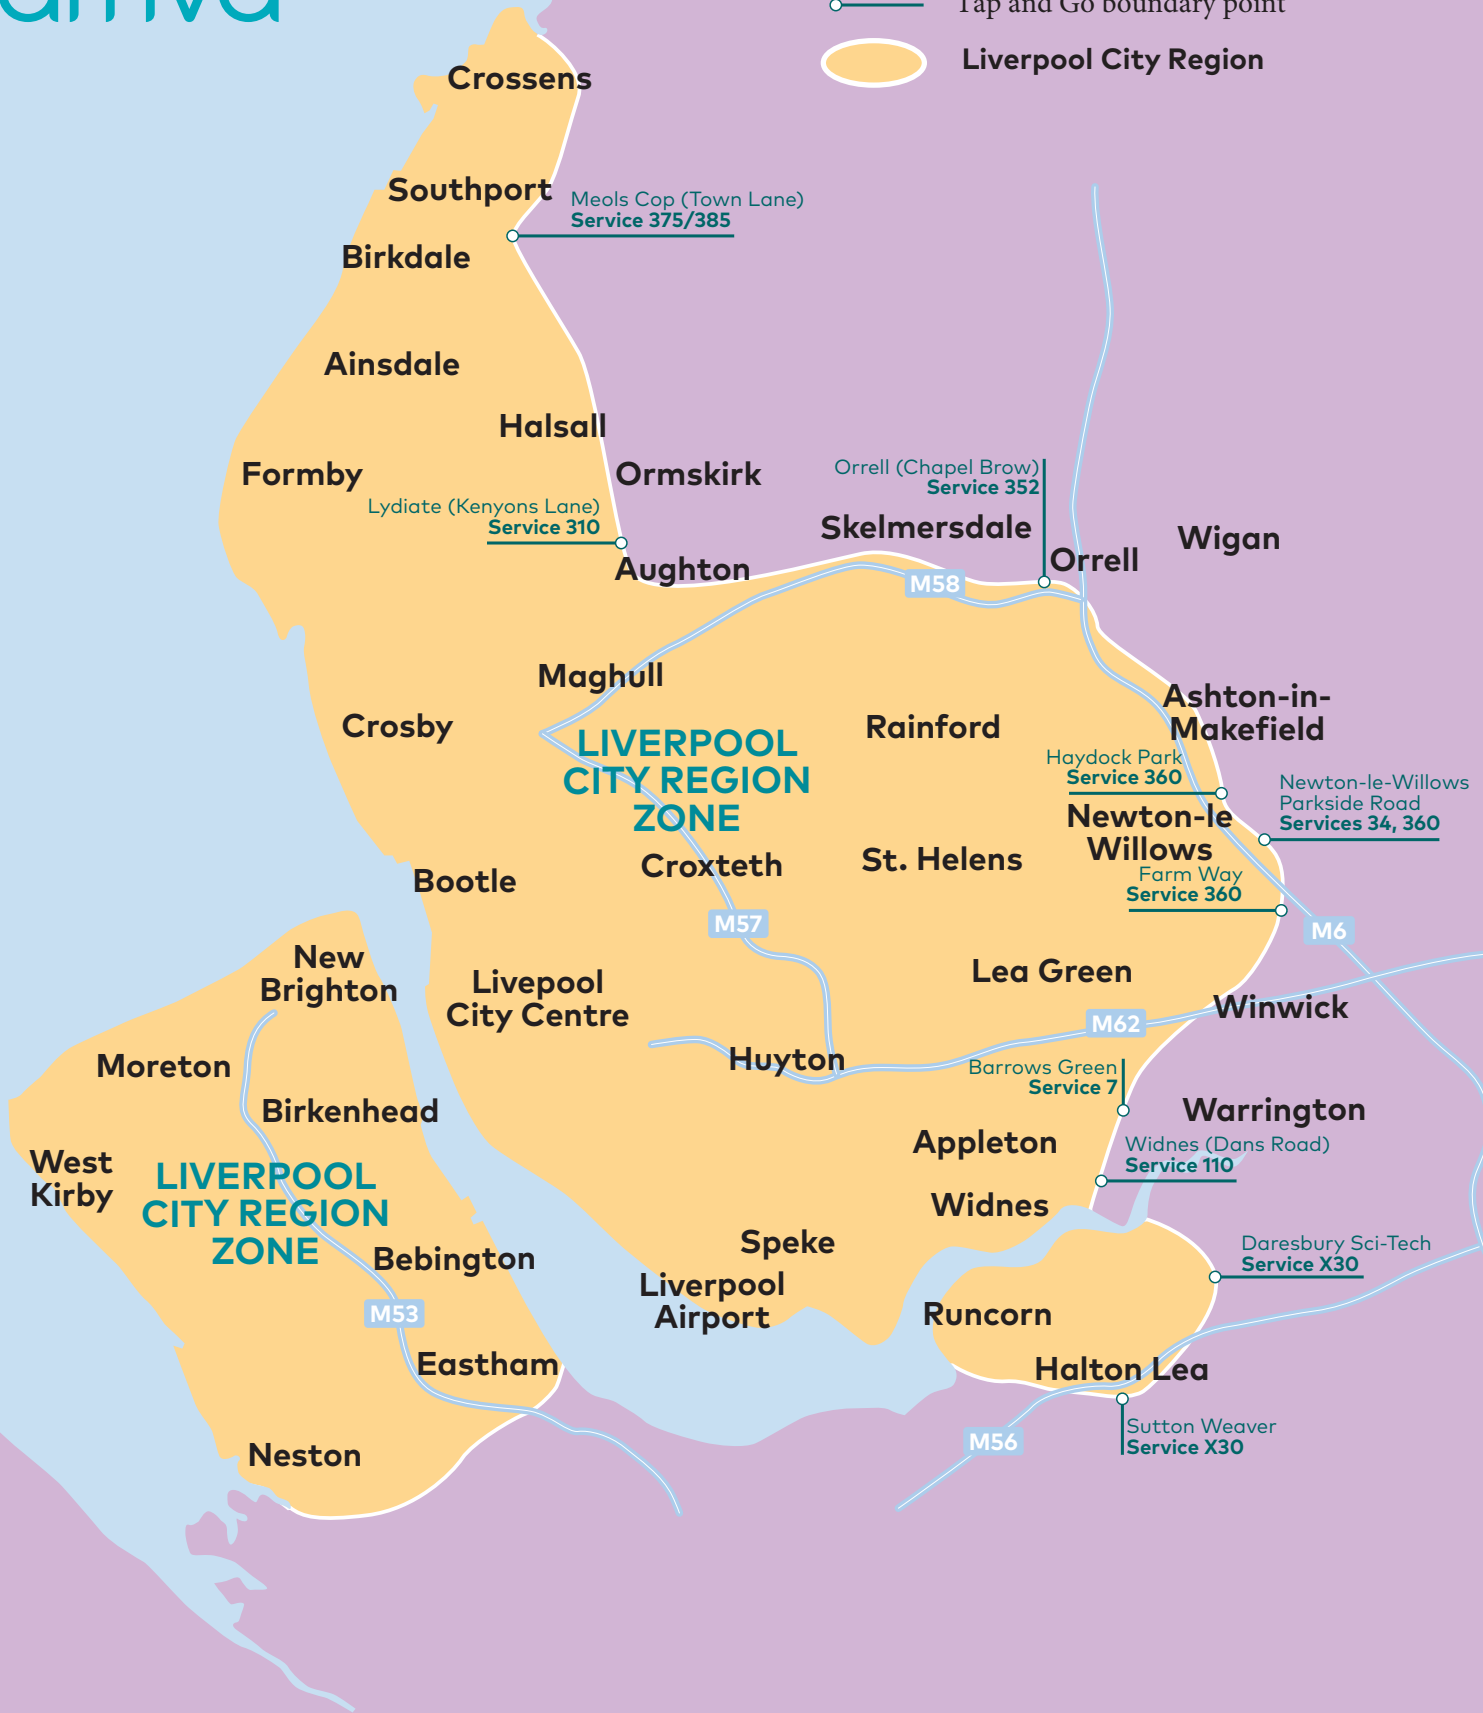 arriva
Tap and Go boundary point
Liverpool City Region
Crossens
Southport
Meols Cop (Town Lane)
Service 375/385
Birkdale
Ainsdale
Halsall
Formby
Ormskirk
Orrell (Chapel Brow)
Service 352
Lydiate (Kenyons Lane)
Service 310
Skelmersdale
Wigan
Orrell
Aughton
M58
Maghull
Ashton-in-
Makefield
Crosby
Rainford
LIVERPOOL
CITY REGION
ZONE
Haydock Park
Service 360
Newton-le-Willows
Parkside Road
Services 34, 360
Newton-le
Willows
Croxteth
St. Helens
Bootle
Farm Way
Service 360
M57
M6
New
Brighton
Livepool
City Centre
Lea Green
Winwick
M62
Huyton
Moreton
Barrows Green
Service 7
Birkenhead
Warrington
Appleton
Widnes (Dans Road)
Service 110
West
Kirby
LIVERPOOL
CITY REGION
ZONE
Widnes
Speke
Bebington
Daresbury Sci-Tech
Service X30
Liverpool
Airport
M53
Runcorn
Eastham
Halton Lea
Sutton Weaver
Service X30
M56
Neston